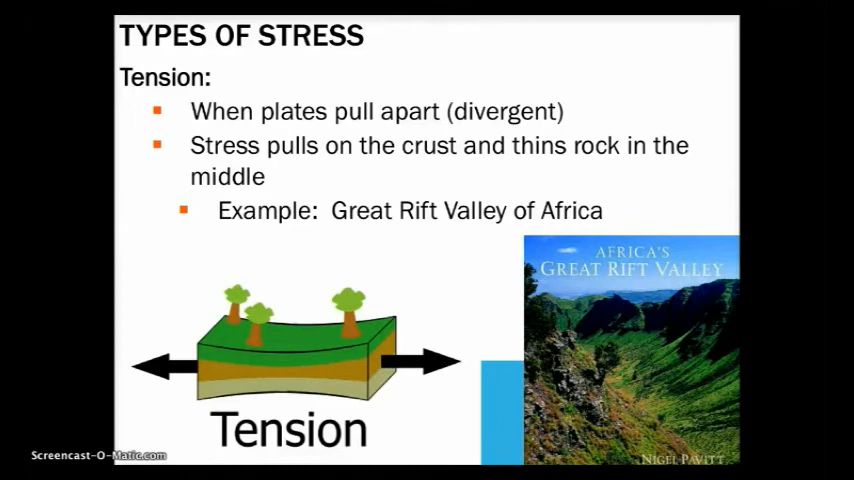 TYPES OF STRESS
Tension:
When plates pull apart (divergent)
Stress pulls on the crust and thins rock in the
middle
Example: Great Rift Valley of Africa
AFRICA'S
GREAT RIFT VALLEY
Tension
NIGEL PAVITT
Screencast-O-Matic.com